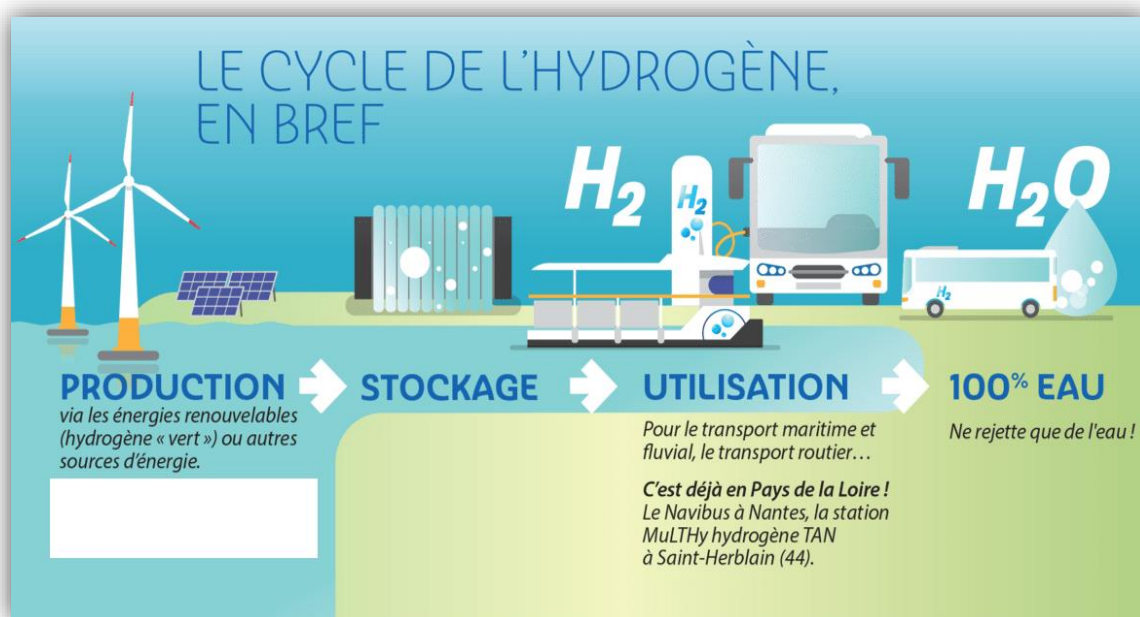 LE CYCLE DE L'HYDROGÈNE,
EN BREF
H2
H2
H2O
H2
PRODUCTION
via les énergies renouvelables
(hydrogène « vert ») ou autres
sources d'énergie.
STOCKAGE
UTILISATION
Pour le transport maritime et
fluvial, le transport routier…
C'est déjà en Pays de la Loire !
Le Navibus à Nantes, la station
MuLTHy hydrogène TAN
à Saint-Herblain (44).
100% EAU
Ne rejette que de l'eau !